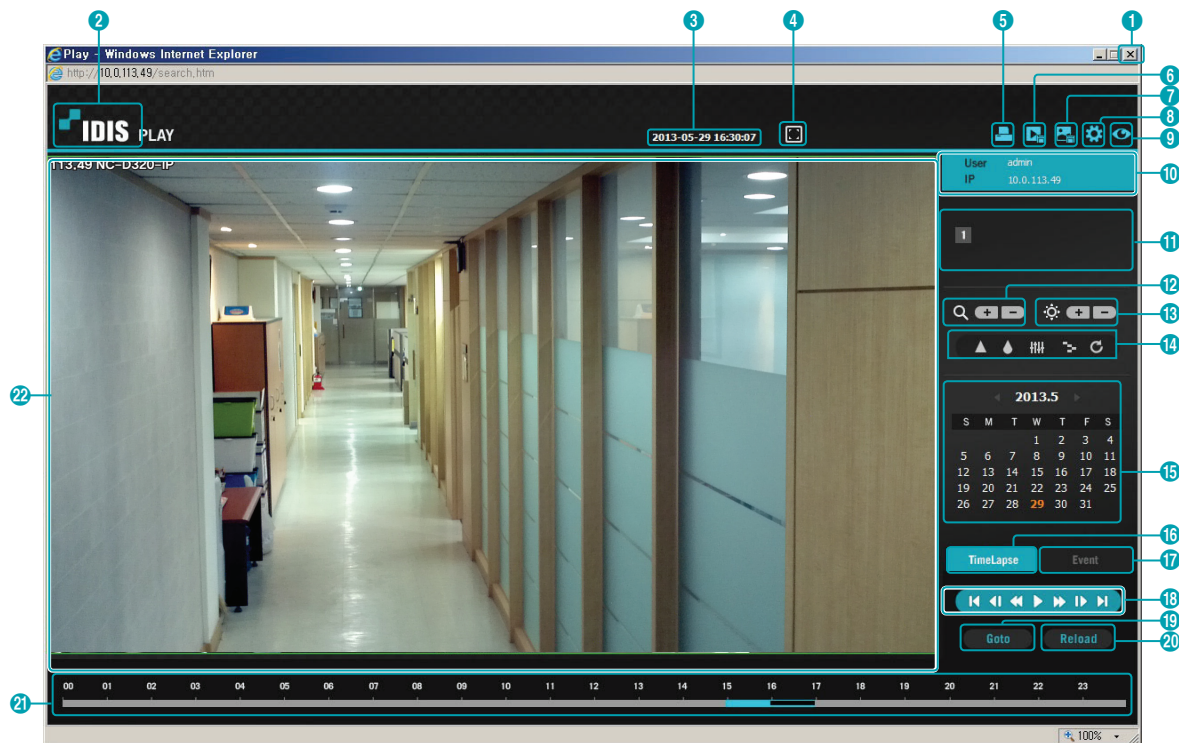 2 3 4 5 1
Play - Windows Internet Explorer
http://10,0,113,49/search,htm
6
7
8
9
IDIS PLAY
2013-05-29 16:30:07
113,49 NC-D320-IP
User admin
IP 10.0.113.49
10
1
11
12
13
14
2013.5
S M T W T F S
1 2 3 4
5 6 7 8 9 10 11
12 13 14 15 16 17 18
19 20 21 22 23 24 25
26 27 28 29 30 31
15
22
16
TimeLapse Event
17
18
19
Goto Reload
20
00 01 02 03 04 05 06 07 08 09 10 11 12 13 14 15 16 17 18 19 20 21 22 23
21
100%